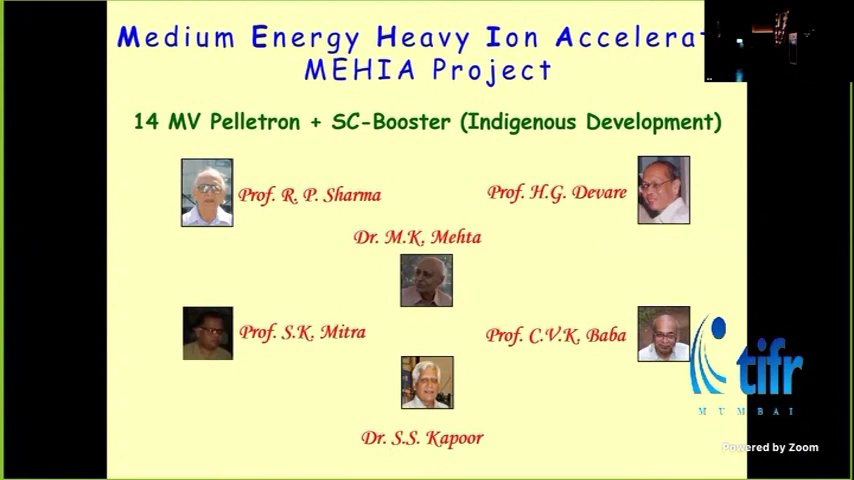 Medium Energy Heavy Ion Accelerat
MEHIA Project
14 MV Pelletron + SC-Booster (Indigenous Development)
Prof. R. P. Sharma
Prof. H.G. Devare
Dr. M.K. Mehta
Prof. S.K. Mitra
Prof. C.V.K. Baba
Dr. S.S. Kapoor
tifr
MUMBAI
Powered by Zoom